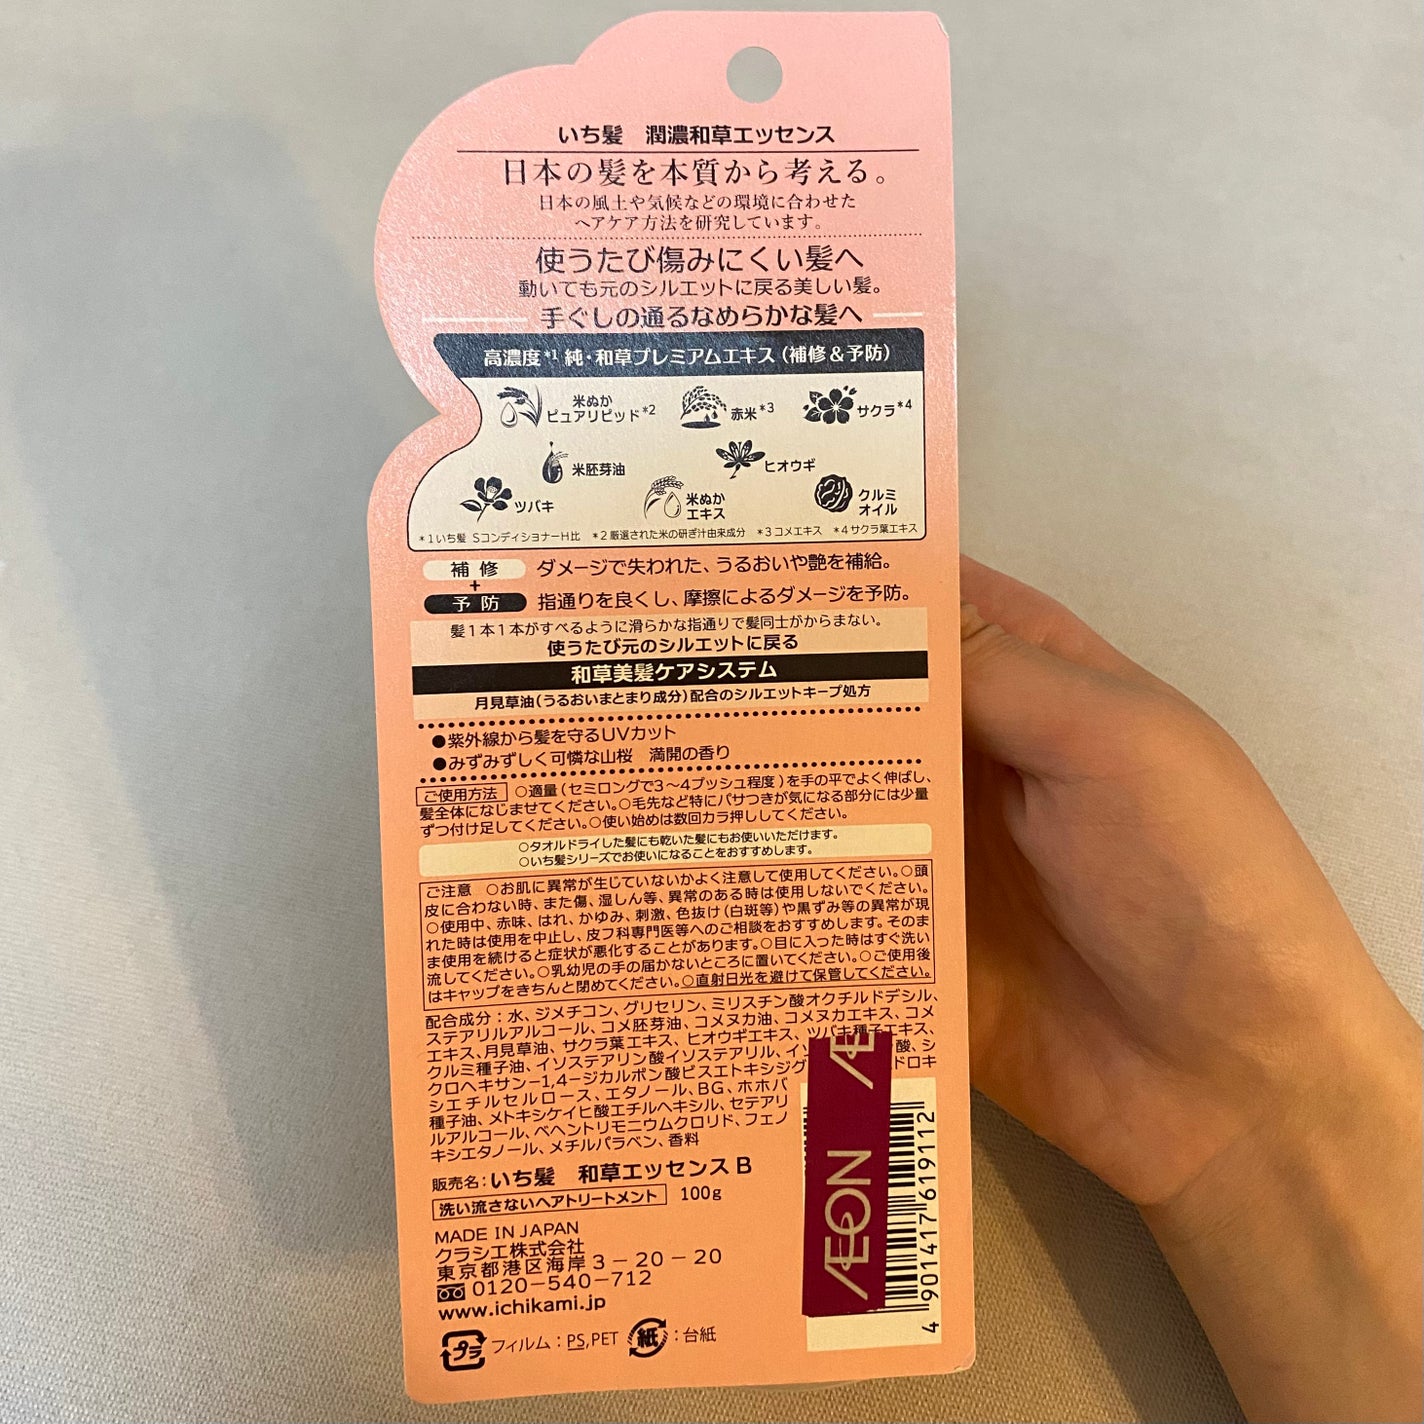 いち髪　潤濃和草エッセンス
日本の髪を本質から考える。
日本の風土や気候などの環境に合わせた
ヘアケア方法を研究しています。
使うたび傷みにくい髪へ
動いても元のシルエットに戻る美しい髪。
手ぐしの通るなめらかな髪へ
高濃度*1 純・和草プレミアムエキス（補修＆予防）
米ぬか
ピュアリピッド*2
赤米*3
サクラ*4
米胚芽油
ヒオウギ
ツバキ
米ぬか
エキス
クルミ
オイル
*1いち髪 SコンディショナーH比 *2厳選された米の研ぎ汁由来成分 *3コメエキス *4サクラ葉エキス
補修 ダメージで失われた、うるおいや艶を補給。
+
予防 指通りを良くし、摩擦によるダメージを予防。
髪1本1本がすべるように滑らかな指通りで髪同士がからまない。
使うたび元のシルエットに戻る
和草美髪ケアシステム
月見草油（うるおいまとまり成分）配合のシルエットキープ処方
●紫外線から髪を守るUVカット
●みずみずしく可憐な山桜　満開の香り
ご使用方法 ○適量（セミロングで3〜4プッシュ程度）を手の平でよく伸ばし、
髪全体になじませてください。○毛先など特にパサつきが気になる部分には少量
ずつ付け足してください。○使い始めは数回カラ押ししてください。
○タオルドライした髪にも乾いた髪にもお使いいただけます。
○いち髪シリーズでお使いになることをおすすめします。
ご注意 ○お肌に異常が生じていないかよく注意して使用してください。○頭
皮に合わない時、また傷、湿しん等、異常のある時は使用しないでください。
○使用中、赤味、はれ、かゆみ、刺激、色抜け（白斑等）や黒ずみ等の異常が現
れた時は使用を中止し、皮フ科専門医等へのご相談をおすすめします。そのま
ま使用を続けると症状が悪化することがあります。○目に入った時はすぐ洗い
流してください。○乳幼児の手の届かないところに置いてください。○ご使用後
はキャップをきちんと閉めてください。○直射日光を避けて保管してください。
配合成分：水、ジメチコン、グリセリン、ミリスチン酸オクチルドデシル、
ステアリルアルコール、コメ胚芽油、コメヌカ油、コメヌカエキス、コメ
エキス、月見草油、サクラ葉エキス、ヒオウギエキス、ツバキ種子エキス、
クルミ種子油、イソステアリン酸イソステアリル、イソ 酸、シ
クロヘキサン-1,4-ジカルボン酸ビスエトキシジグ ドロキ
シエチルセルロース、エタノール、BG、ホホバ
種子油、メトキシケイヒ酸エチルヘキシル、セテアリ
ルアルコール、ベヘントリモニウムクロリド、フェノ
キシエタノール、メチルパラベン、香料
販売名：いち髪　和草エッセンスB
洗い流さないヘアトリートメント 100g
MADE IN JAPAN
クラシエ株式会社
東京都港区海岸3-20-20
0120-540-712
www.ichikami.jp
プラ フィルム：PS,PET 紙：台紙
ÆON
Æ
4 901417 619112